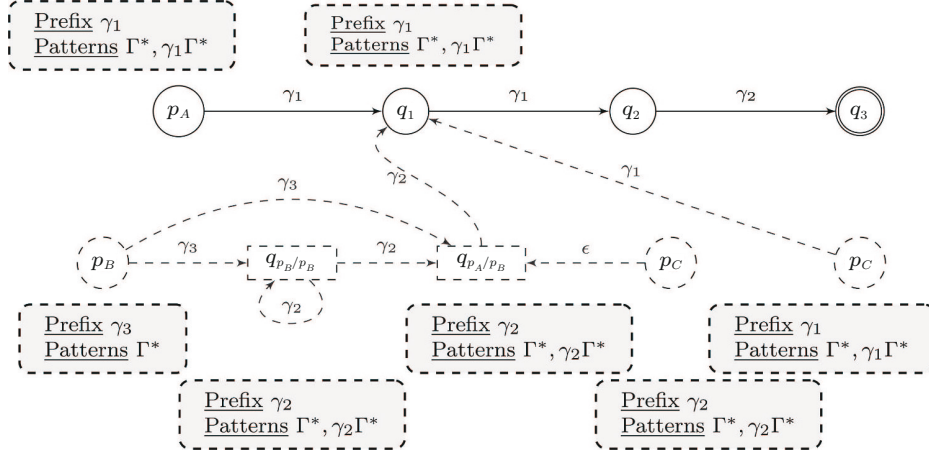 Prefix γ₁
Patterns Γ*, γ₁Γ*
Prefix γ₁
Patterns Γ*, γ₁Γ*
γ₁
γ₁
γ₂
p_A
q₁
q₂
q₃
γ₂
γ₁
γ₃
p_B
γ₃
q_{p_B/p_B}
γ₂
q_{p_A/p_B}
ϵ
p_C
p_C
γ₂
Prefix γ₃
Patterns Γ*
Prefix γ₂
Patterns Γ*, γ₂Γ*
Prefix γ₁
Patterns Γ*, γ₁Γ*
Prefix γ₂
Patterns Γ*, γ₂Γ*
Prefix γ₂
Patterns Γ*, γ₂Γ*